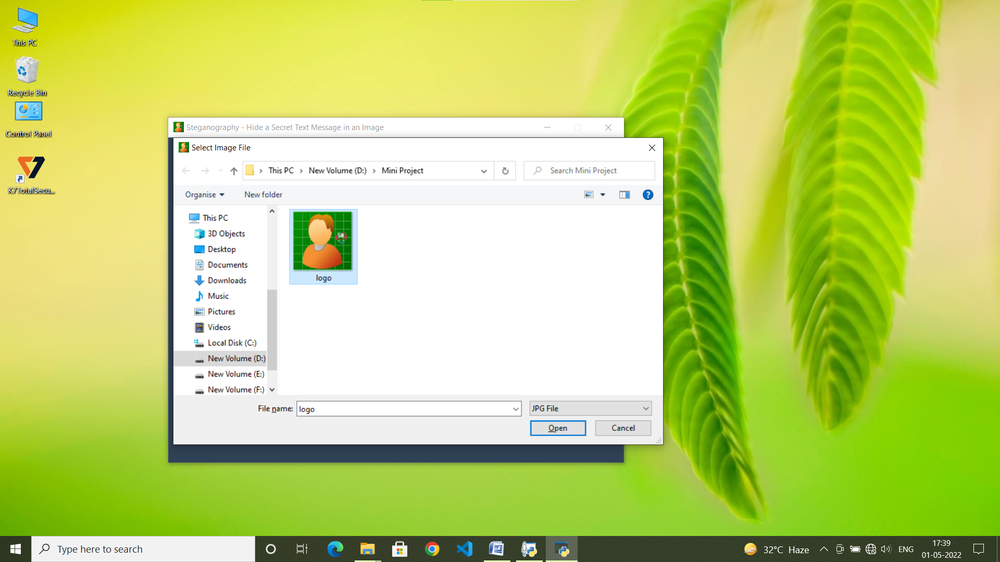 This PC
Recycle Bin
Control Panel
K7TotalSecu...
Steganography - Hide a Secret Text Message in an Image
Select Image File
This PC > New Volume (D:) > Mini Project
Search Mini Project
Organise
New folder
This PC
3D Objects
Desktop
Documents
Downloads
Music
Pictures
Videos
Local Disk (C:)
New Volume (D:)
New Volume (E:)
New Volume (F:)
logo
File name:
logo
JPG File
Open
Cancel
Type here to search
32°C Haze
ENG
17:39
01-05-2022